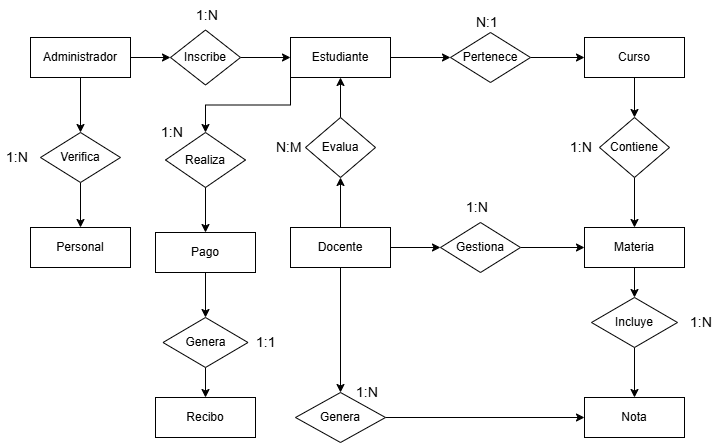 1:N
N:1
Administrador
Inscribe
Estudiante
Pertenece
Curso
1:N
Verifica
1:N
Realiza
N:M
Evalua
1:N
Contiene
1:N
Personal
Pago
Docente
Gestiona
Materia
Genera
1:1
Incluye
1:N
1:N
Recibo
Genera
Nota